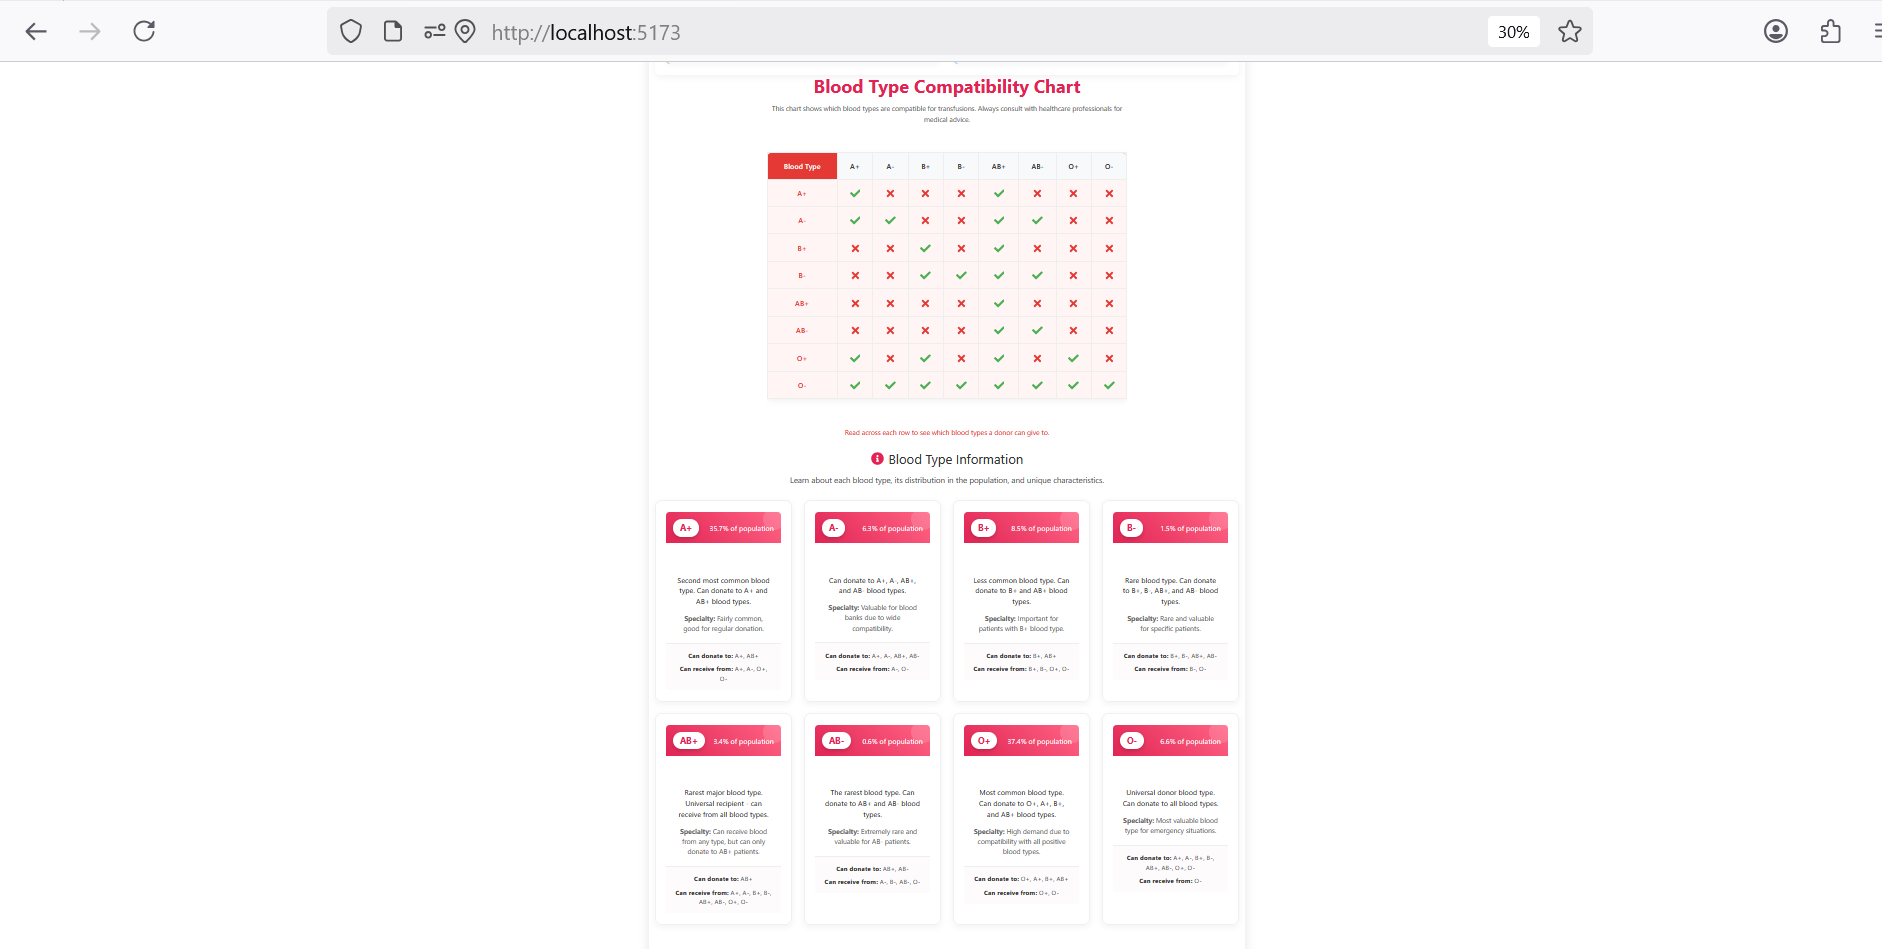 http://localhost:5173
30%
Blood Type Compatibility Chart
This chart shows which blood types are compatible for transfusions. Always consult with healthcare professionals for
medical advice.
Blood Type A+ A- B+ B- AB+ AB- O+ O-
A+
A-
B+
B-
AB+
AB-
O+
O-
Read across each row to see which blood types a donor can give to.
Blood Type Information
Learn about each blood type, its distribution in the population, and unique characteristics.
A+ 35.7% of population
Second most common blood
type. Can donate to A+ and
AB+ blood types.
Specialty: Fairly common,
good for regular donation.
Can donate to: A+, AB+
Can receive from: A+, A-, O+,
O-
A- 6.3% of population
Can donate to A+, A-, AB+,
and AB- blood types.
Specialty: Valuable for blood
banks due to wide
compatibility.
Can donate to: A+, A-, AB+, AB-
Can receive from: A-, O-
B+ 8.5% of population
Less common blood type. Can
donate to B+ and AB+ blood
types.
Specialty: Important for
patients with B+ blood type.
Can donate to: B+, AB+
Can receive from: B+, B-, O+, O-
B- 1.5% of population
Rare blood type. Can donate
to B+, B-, AB+, and AB- blood
types.
Specialty: Rare and valuable
for specific patients.
Can donate to: B+, B-, AB+, AB-
Can receive from: B-, O-
AB+ 3.4% of population
Rarest major blood type.
Universal recipient - can
receive from all blood types.
Specialty: Can receive blood
from any type, but can only
donate to AB+ patients.
Can donate to: AB+
Can receive from: A+, A-, B+, B-,
AB+, AB-, O+, O-
AB- 0.6% of population
The rarest blood type. Can
donate to AB+ and AB- blood
types.
Specialty: Extremely rare and
valuable for AB- patients.
Can donate to: AB+, AB-
Can receive from: A-, B-, AB-, O-
O+ 37.4% of population
Most common blood type.
Can donate to O+, A+, B+,
and AB+ blood types.
Specialty: High demand due to
compatibility with all positive
blood types.
Can donate to: O+, A+, B+, AB+
Can receive from: O+, O-
O- 6.6% of population
Universal donor blood type.
Can donate to all blood types.
Specialty: Most valuable blood
type for emergency situations.
Can donate to: A+, A-, B+, B-,
AB+, AB-, O+, O-
Can receive from: O-